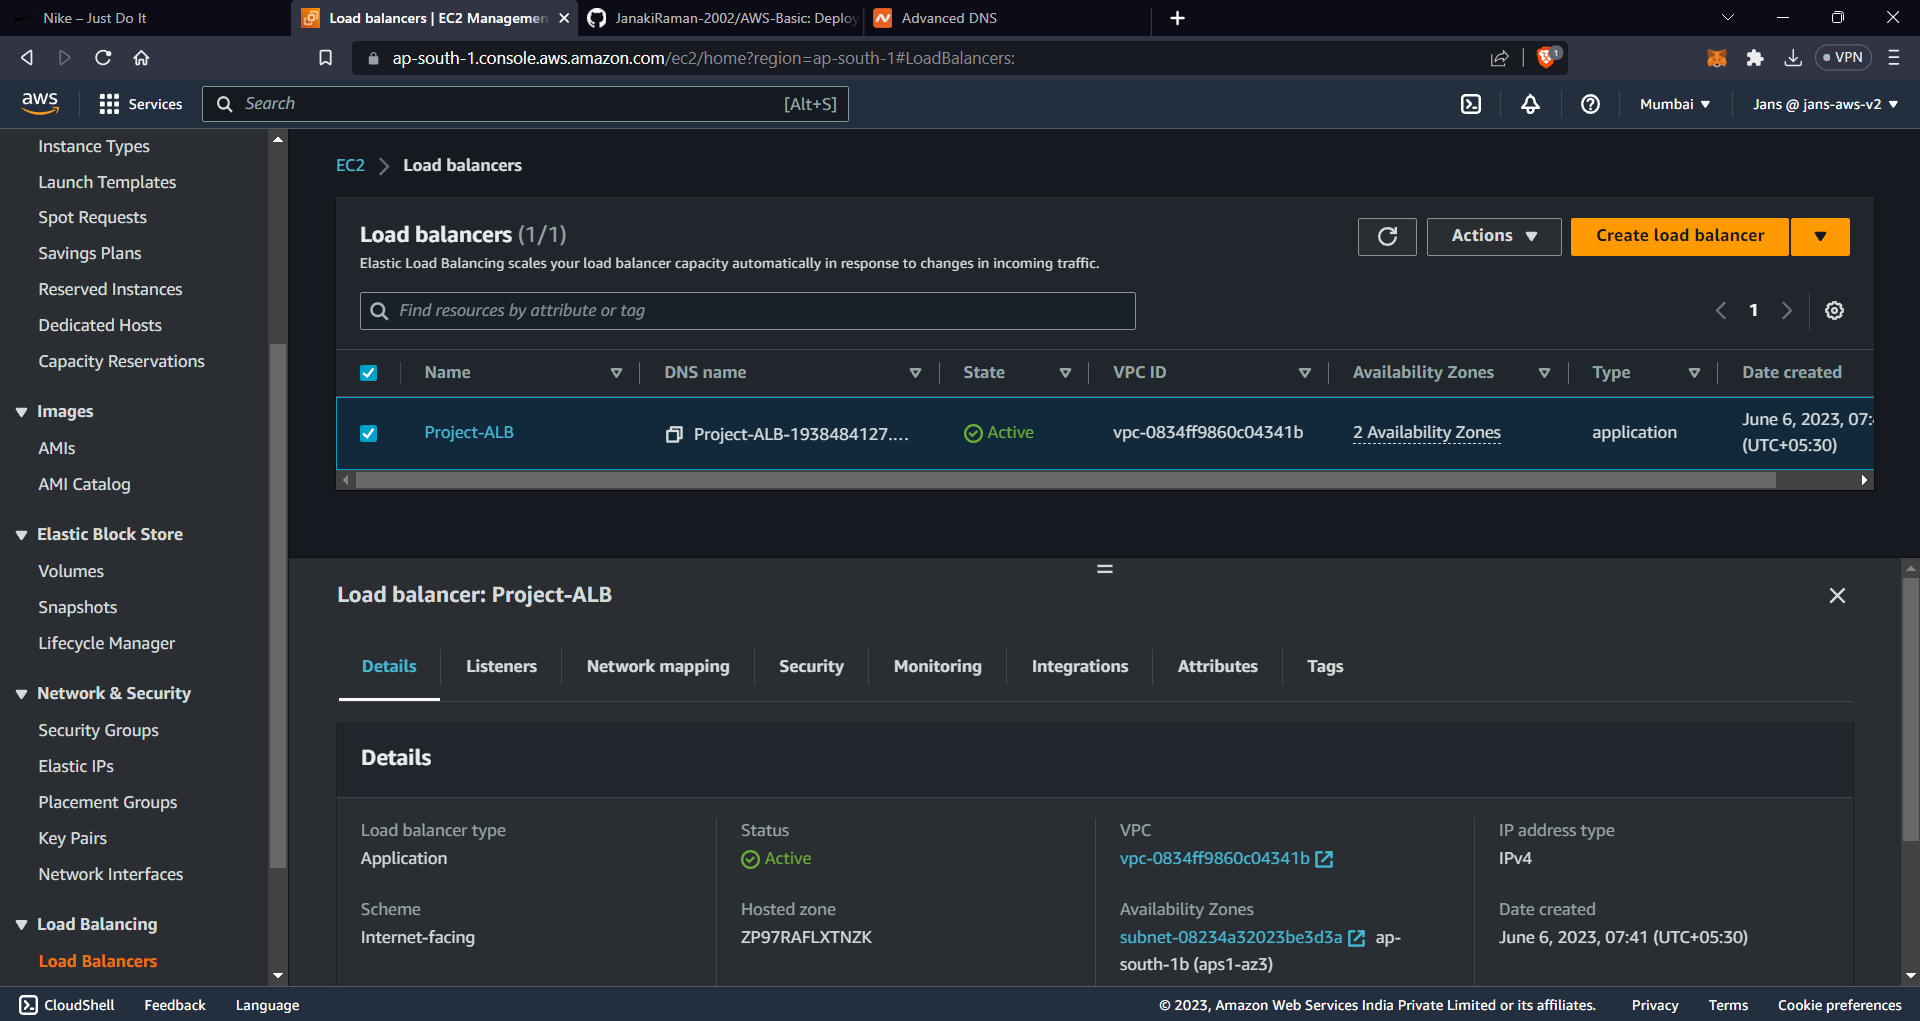 Nike – Just Do It
Load balancers | EC2 Managemen
JanakiRaman-2002/AWS-Basic: Deploy
Advanced DNS
ap-south-1.console.aws.amazon.com/ec2/home?region=ap-south-1#LoadBalancers:
1
VPN
aws
Services
Search
[Alt+S]
Mumbai
Jans @ jans-aws-v2
Instance Types
Launch Templates
Spot Requests
Savings Plans
Reserved Instances
Dedicated Hosts
Capacity Reservations
Images
AMIs
AMI Catalog
Elastic Block Store
Volumes
Snapshots
Lifecycle Manager
Network & Security
Security Groups
Elastic IPs
Placement Groups
Key Pairs
Network Interfaces
Load Balancing
Load Balancers
EC2 > Load balancers
Load balancers (1/1)
Elastic Load Balancing scales your load balancer capacity automatically in response to changes in incoming traffic.
Actions
Create load balancer
Find resources by attribute or tag
1
Name DNS name State VPC ID Availability Zones Type Date created
Project-ALB Project-ALB-1938484127.... Active vpc-0834ff9860c04341b 2 Availability Zones application June 6, 2023, 07:
(UTC+05:30)
Load balancer: Project-ALB
Details Listeners Network mapping Security Monitoring Integrations Attributes Tags
Details
Load balancer type
Application
Status
Active
VPC
vpc-0834ff9860c04341b
IP address type
IPv4
Scheme
Internet-facing
Hosted zone
ZP97RAFLXTNZK
Availability Zones
subnet-08234a32023be3d3a ap-
south-1b (aps1-az3)
Date created
June 6, 2023, 07:41 (UTC+05:30)
CloudShell Feedback Language
© 2023, Amazon Web Services India Private Limited or its affiliates. Privacy Terms Cookie preferences